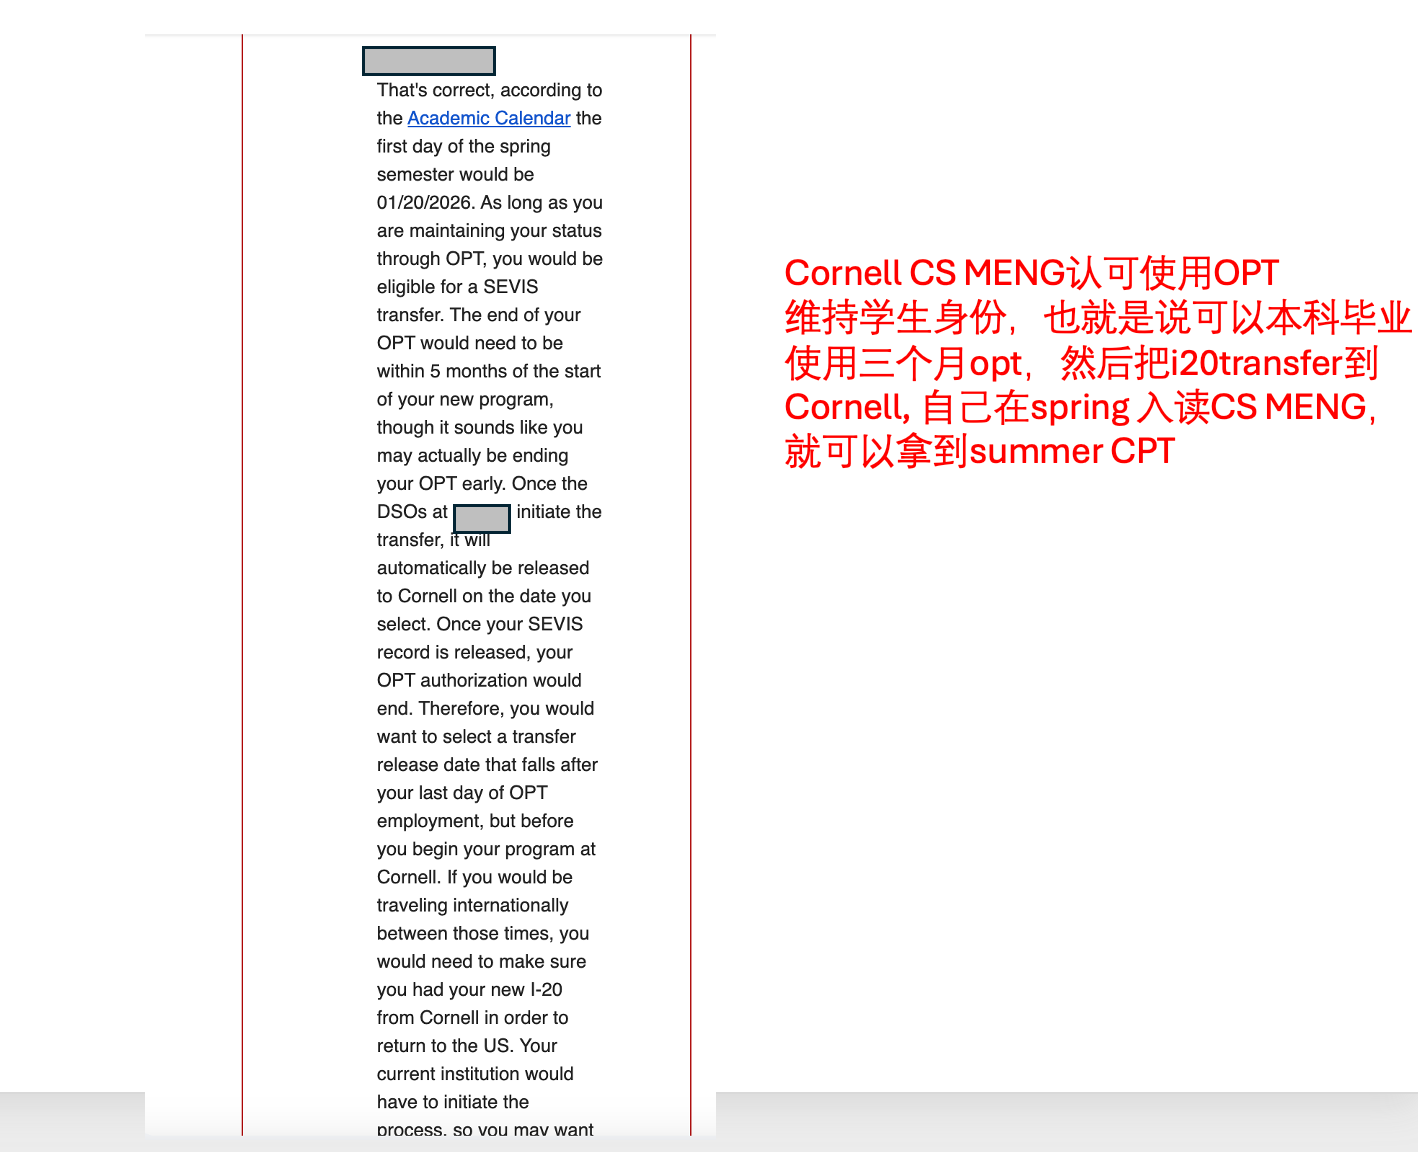 That's correct, according to
the Academic Calendar the
first day of the spring
semester would be
01/20/2026. As long as you
are maintaining your status
through OPT, you would be
eligible for a SEVIS
transfer. The end of your
OPT would need to be
within 5 months of the start
of your new program,
though it sounds like you
may actually be ending
your OPT early. Once the
DSOs at initiate the
transfer, it will
automatically be released
to Cornell on the date you
select. Once your SEVIS
record is released, your
OPT authorization would
end. Therefore, you would
want to select a transfer
release date that falls after
your last day of OPT
employment, but before
you begin your program at
Cornell. If you would be
traveling internationally
between those times, you
would need to make sure
you had your new I-20
from Cornell in order to
return to the US. Your
current institution would
have to initiate the
process, so you may want
Cornell CS MENG认可使用OPT
维持学生身份，也就是说可以本科毕业
使用三个月opt，然后把i20transfer到
Cornell, 自己在spring 入读CS MENG，
就可以拿到summer CPT